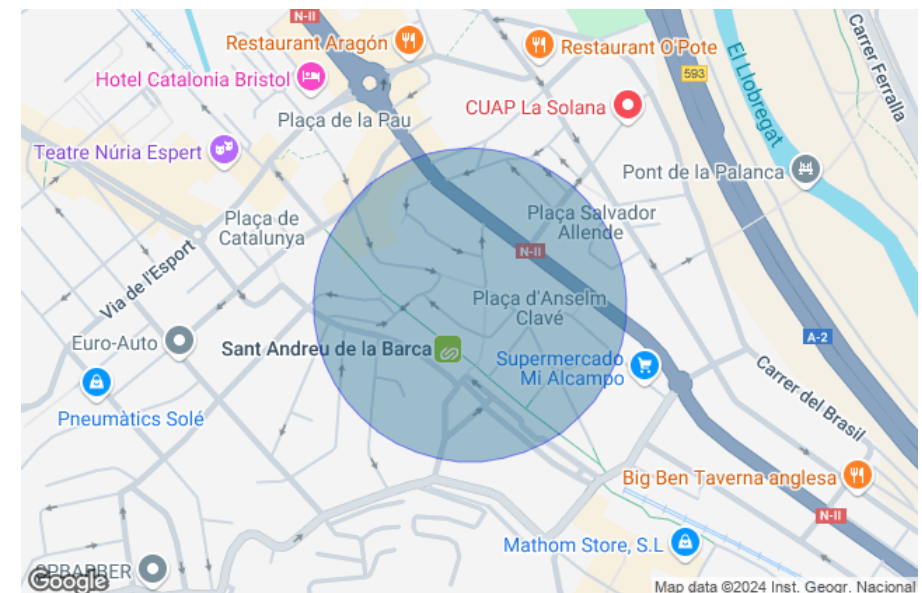 N-II
Restaurant Aragón
Restaurant O'Pote
Carrer Ferralla
Hotel Catalonia Bristol
593
El Llobregat
CUAP La Solana
Plaça de la Pau
Teatre Núria Espert
Pont de la Palanca
Plaça de
Catalunya
Plaça Salvador
Allende
N-II
Via de l'Esport
Plaça d'Anselm
Clavé
A-2
Euro-Auto
Sant Andreu de la Barca
Supermercado
Mi Alcampo
Carrer del Brasil
Pneumàtics Solé
Big Ben Taverna anglesa
N-II
Mathom Store, S.L
SPBARBER
Google
Map data ©2024 Inst. Geogr. Nacional